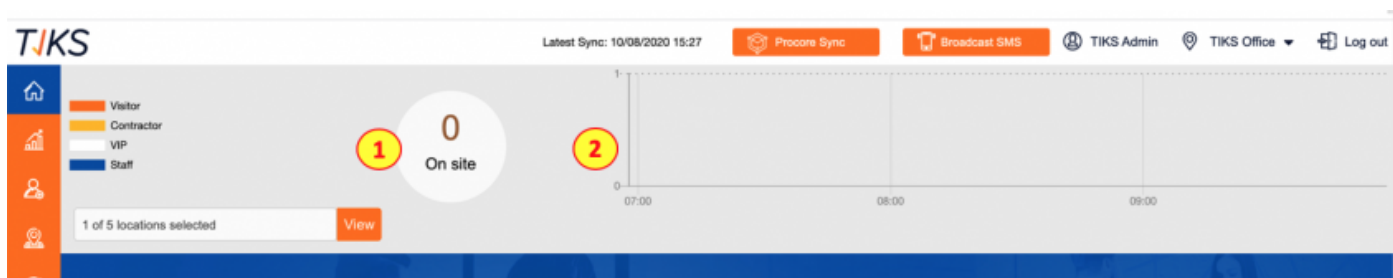 TIKS
Latest Sync: 10/08/2020 15:27
Procore Sync
Broadcast SMS
TIKS Admin
TIKS Office
Log out
Visitor
Contractor
VIP
Staff
1
0
On site
2
1
0
07:00
08:00
09:00
1 of 5 locations selected
View